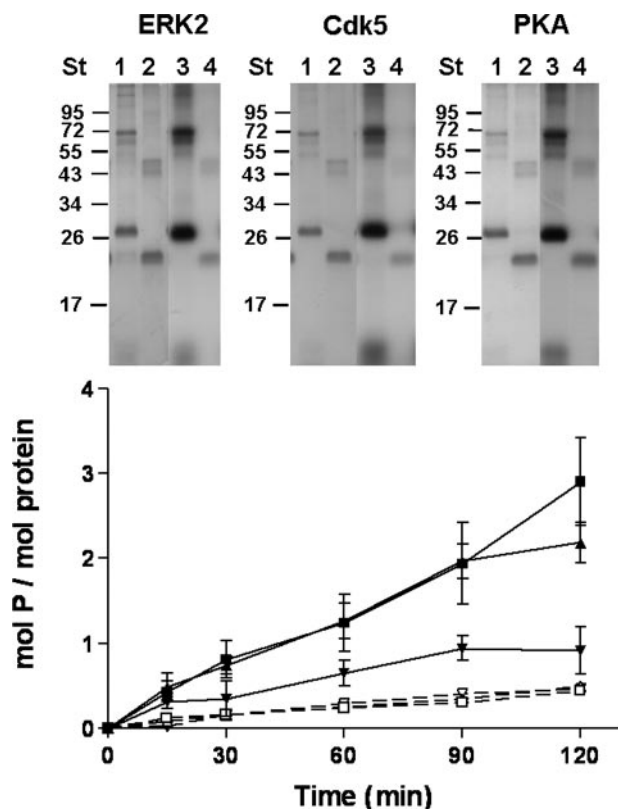 ERK2 Cdk5 PKA
St 1 2 3 4 St 1 2 3 4 St 1 2 3 4
95 95 95
72 72 72
55 55 55
43 43 43
34 34 34
26 26 26
17 17 17
4
3
2
1
0
mol P / mol protein
0 30 60 90 120
Time (min)